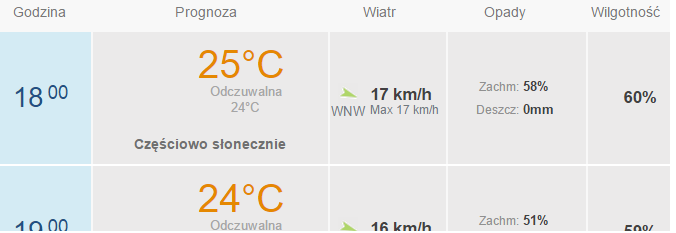 Godzina Prognoza Wiatr Opady Wilgotność
18 00
25°C
Odczuwalna
24°C
Częściowo słonecznie
17 km/h
WNW Max 17 km/h
Zachm: 58%
Deszcz: 0mm
60%
19 00
24°C
Odczuwalna
16 km/h
Zachm: 51%
59%